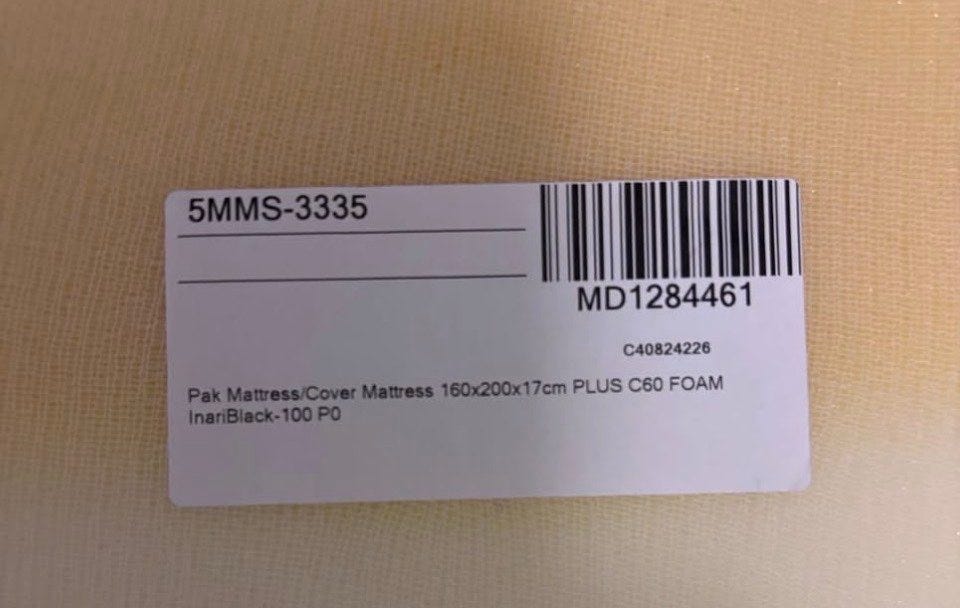 5MMS-3335
MD1284461
C40824226
Pak Mattress/Cover Mattress 160x200x17cm PLUS C60 FOAM
InariBlack-100 P0